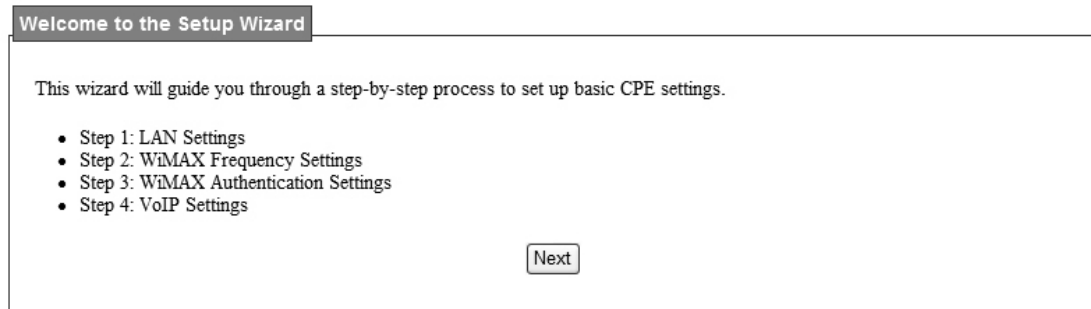 Welcome to the Setup Wizard
This wizard will guide you through a step-by-step process to set up basic CPE settings.
• Step 1: LAN Settings
• Step 2: WiMAX Frequency Settings
• Step 3: WiMAX Authentication Settings
• Step 4: VoIP Settings
Next